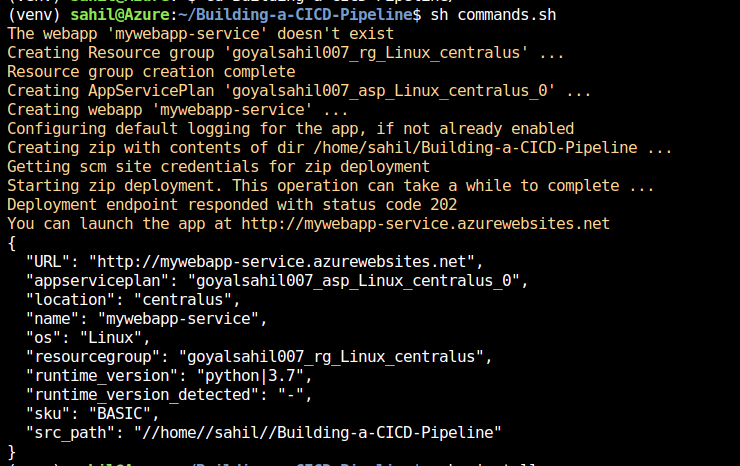 (venv) sahil@Azure:~/Building-a-CICD-Pipeline$ sh commands.sh
The webapp 'mywebapp-service' doesn't exist
Creating Resource group 'goyalsahil007_rg_Linux_centralus' ...
Resource group creation complete
Creating AppServicePlan 'goyalsahil007_asp_Linux_centralus_0' ...
Creating webapp 'mywebapp-service' ...
Configuring default logging for the app, if not already enabled
Creating zip with contents of dir /home/sahil/Building-a-CICD-Pipeline ...
Getting scm site credentials for zip deployment
Starting zip deployment. This operation can take a while to complete ...
Deployment endpoint responded with status code 202
You can launch the app at http://mywebapp-service.azurewebsites.net
{
  "URL": "http://mywebapp-service.azurewebsites.net",
  "appserviceplan": "goyalsahil007_asp_Linux_centralus_0",
  "location": "centralus",
  "name": "mywebapp-service",
  "os": "Linux",
  "resourcegroup": "goyalsahil007_rg_Linux_centralus",
  "runtime_version": "python|3.7",
  "runtime_version_detected": "-",
  "sku": "BASIC",
  "src_path": "//home//sahil//Building-a-CICD-Pipeline"
}